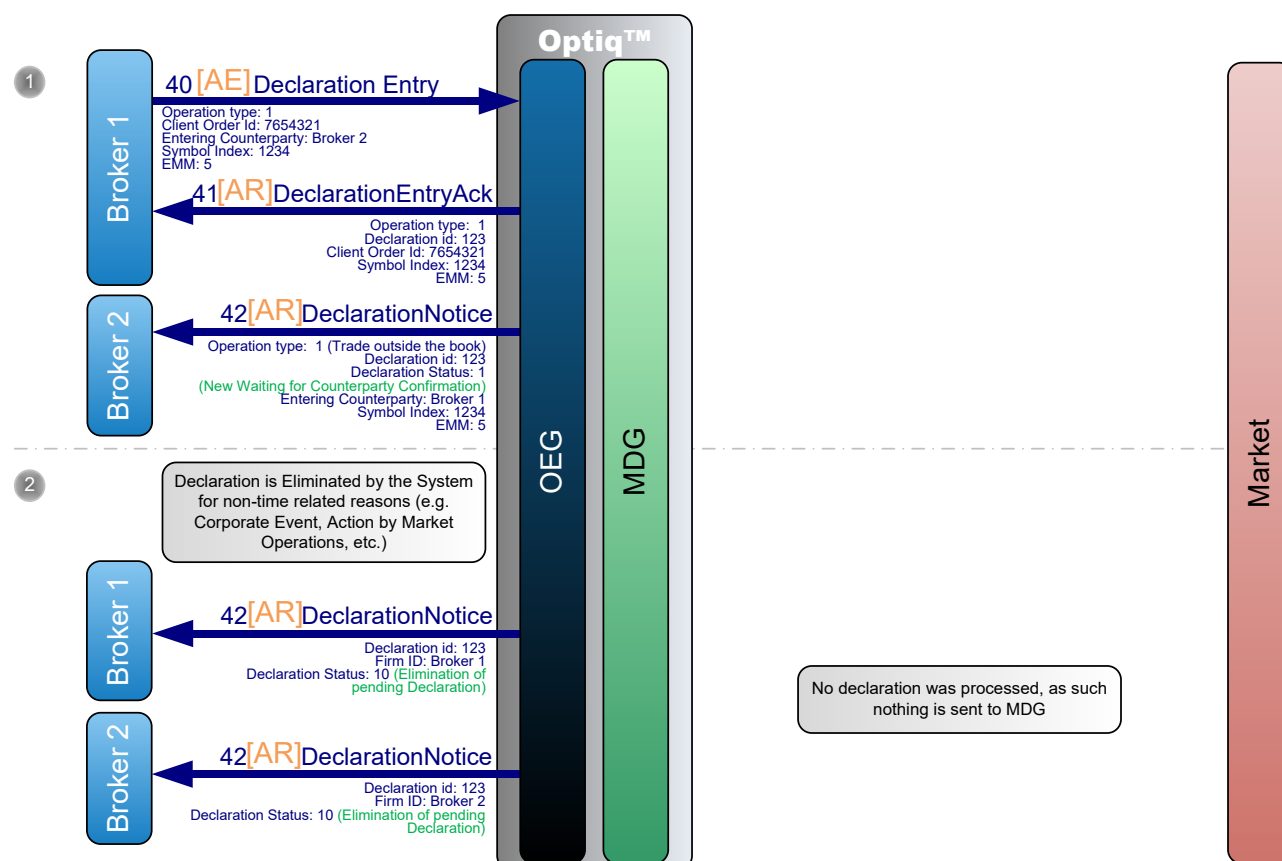 Optiq™
1
Broker 1
40 [AE] Declaration Entry
Operation type: 1
Client Order Id: 7654321
Entering Counterparty: Broker 2
Symbol Index: 1234
EMM: 5
41[AR]DeclarationEntryAck
Operation type:  1
Declaration id: 123
Client Order Id: 7654321
Symbol Index: 1234
EMM: 5
Broker 2
42[AR]DeclarationNotice
Operation type:  1 (Trade outside the book)
Declaration id: 123
Declaration Status: 1
(New Waiting for Counterparty Confirmation)
Entering Counterparty: Broker 1
Symbol Index: 1234
EMM: 5
OEG
MDG
Market
2
Declaration is Eliminated by the System
for non-time related reasons (e.g.
Corporate Event, Action by Market
Operations, etc.)
Broker 1
42[AR]DeclarationNotice
Declaration id: 123
Firm ID: Broker 1
Declaration Status: 10 (Elimination of
pending Declaration)
No declaration was processed, as such
nothing is sent to MDG
Broker 2
42[AR]DeclarationNotice
Declaration id: 123
Firm ID: Broker 2
Declaration Status: 10 (Elimination of pending
Declaration)